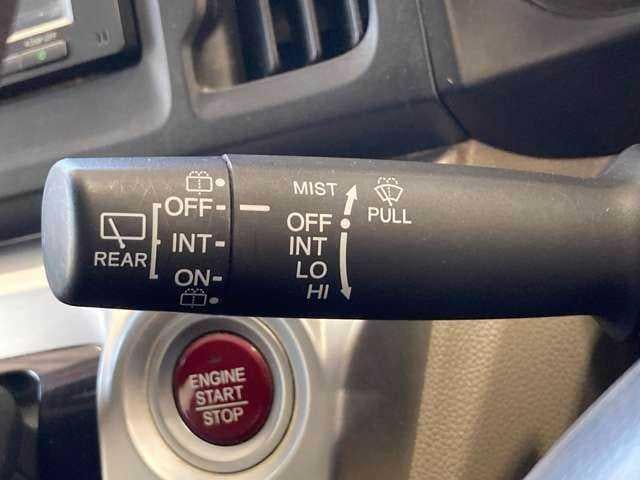 MIST
OFF
PULL
REAR
OFF
INT
INT
LO
ON
HI
ENGINE
START
STOP